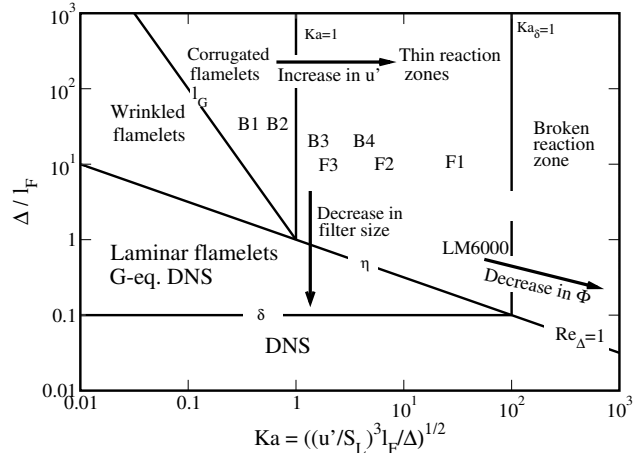 10³
Ka=1
Ka_δ=1
Corrugated
flamelets
Thin reaction
zones
Increase in u'
l_G
10²
Wrinkled
flamelets
B1 B2
B3 B4
Broken
reaction
zone
F3 F2 F1
10
Δ / l_F
Decrease in
filter size
1
LM6000
Laminar flamelets
G-eq. DNS
η
Decrease in Φ
0.1
δ
Re_Δ=1
DNS
0.01
0.01 0.1 1 10 10² 10³
Ka = ((u'/S_L)³l_F/Δ)^1/2